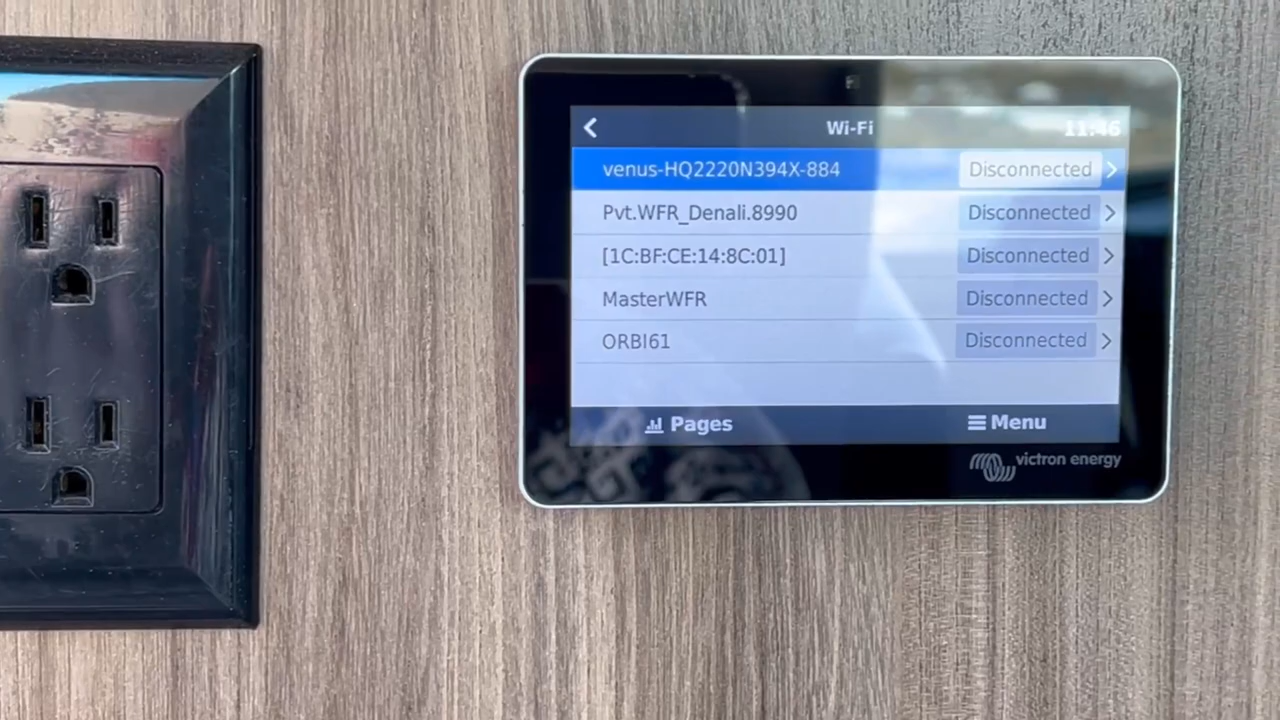 Wi-Fi 11:46
venus-HQ2220N394X-884 Disconnected
Pvt.WFR_Denali.8990 Disconnected
[1C:BF:CE:14:8C:01] Disconnected
MasterWFR Disconnected
ORBI61 Disconnected
Pages Menu
victron energy